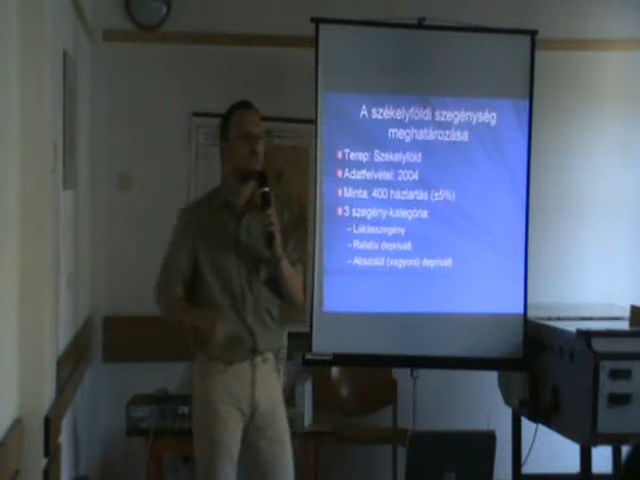 A székelyföldi szegénység
meghatározása
Terep: Székelyföld
Adatfelvétel: 2004
Minta: 400 háztartás (±5%)
3 szegény-kategória:
– Lakásszegény
– Relatív deprivált
– Abszolút (vagyoni) deprivált